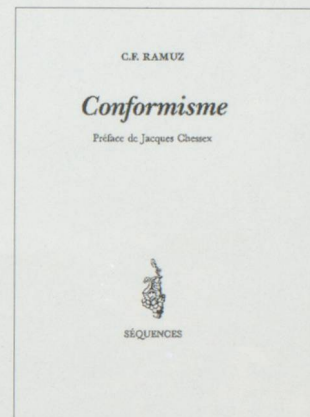 C.F. RAMUZ
Conformisme
Préface de Jacques Chessex
SÉQUENCES